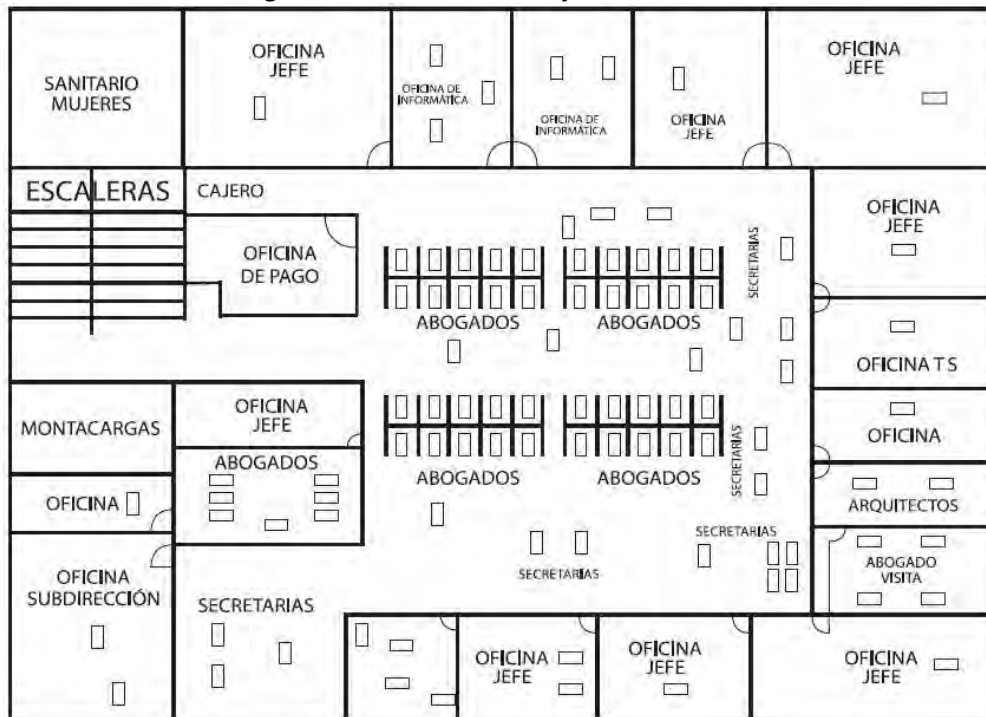 SANITARIO
MUJERES
OFICINA
JEFE
OFICINA DE
INFORMÁTICA
OFICINA DE
INFORMÁTICA
OFICINA
JEFE
OFICINA
JEFE
ESCALERAS
CAJERO
OFICINA
DE PAGO
SECRETARIAS
OFICINA
JEFE
ABOGADOS
ABOGADOS
OFICINA T S
MONTACARGAS
OFICINA
JEFE
ABOGADOS
OFICINA
ABOGADOS
ABOGADOS
SECRETARIAS
OFICINA
ARQUITECTOS
SECRETARIAS
ABOGADO
VISITA
OFICINA
SUBDIRECCIÓN
SECRETARIAS
SECRETARIAS
OFICINA
JEFE
OFICINA
JEFE
OFICINA
JEFE